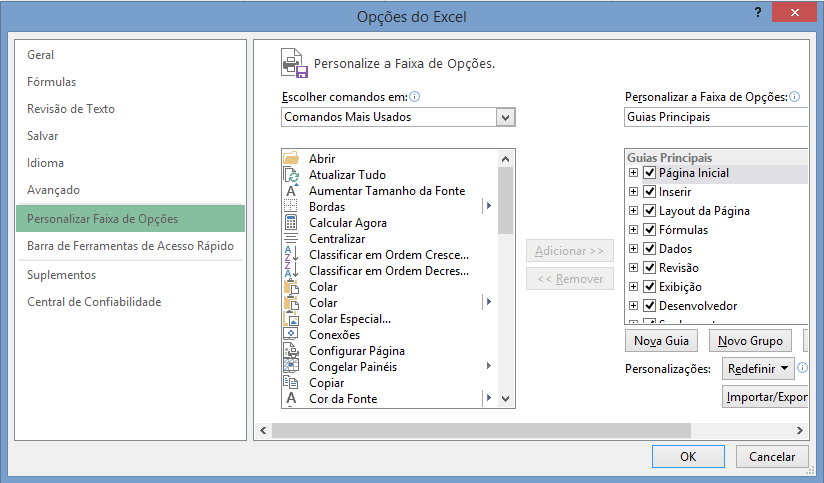 Opções do Excel
?
Geral
Fórmulas
Revisão de Texto
Salvar
Idioma
Avançado
Personalizar Faixa de Opções
Barra de Ferramentas de Acesso Rápido
Suplementos
Central de Confiabilidade
Personalize a Faixa de Opções.
Escolher comandos em:
Comandos Mais Usados
Abrir
Atualizar Tudo
Aumentar Tamanho da Fonte
Bordas
Calcular Agora
Centralizar
Classificar em Ordem Cresce...
Classificar em Ordem Decres...
Colar
Colar
Colar Especial...
Conexões
Configurar Página
Congelar Painéis
Copiar
Cor da Fonte
Adicionar >>
<< Remover
Personalizar a Faixa de Opções:
Guias Principais
Guias Principais
Página Inicial
Inserir
Layout da Página
Fórmulas
Dados
Revisão
Exibição
Desenvolvedor
Nova Guia
Novo Grupo
Personalizações:
Redefinir
Importar/Expor
OK
Cancelar